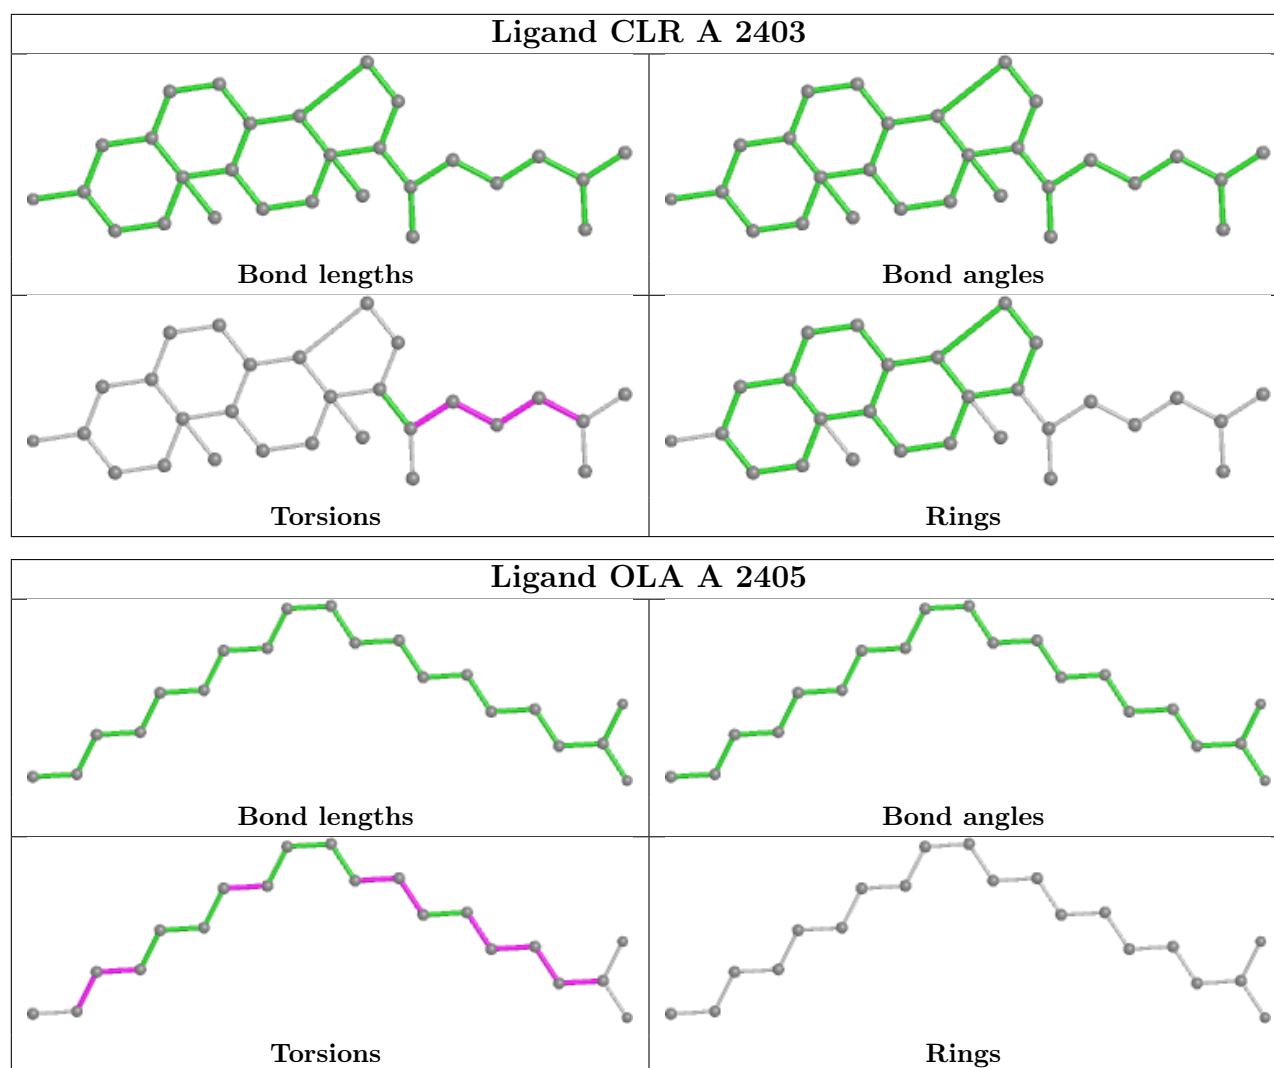 Ligand CLR A 2403
Bond lengths
Bond angles
Torsions
Rings
Ligand OLA A 2405
Bond lengths
Bond angles
Torsions
Rings